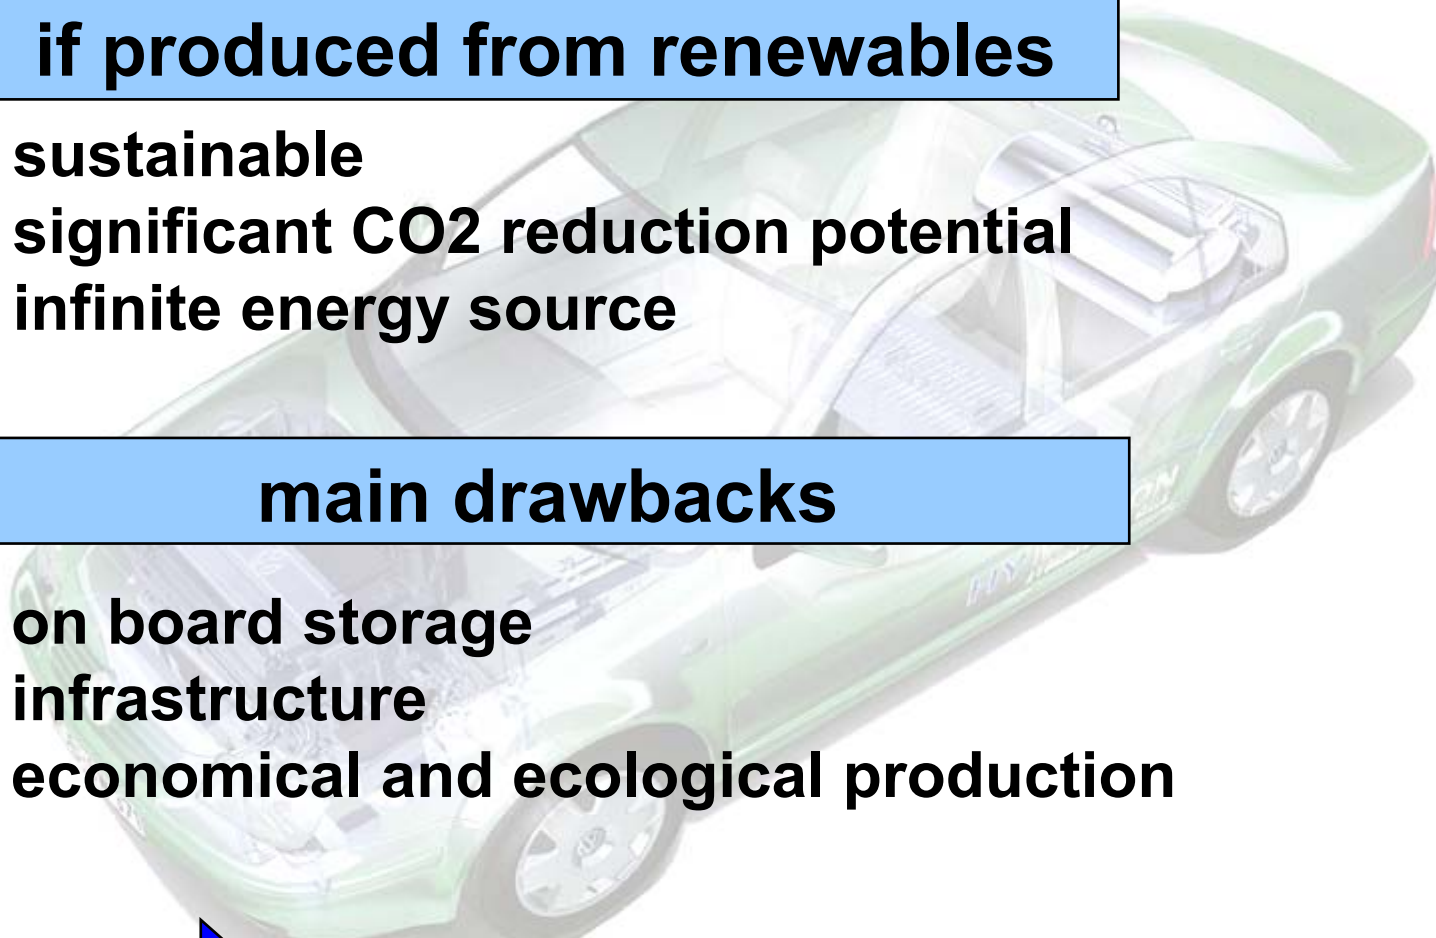 if produced from renewables
sustainable
significant CO2 reduction potential
infinite energy source
main drawbacks
on board storage
infrastructure
economical and ecological production